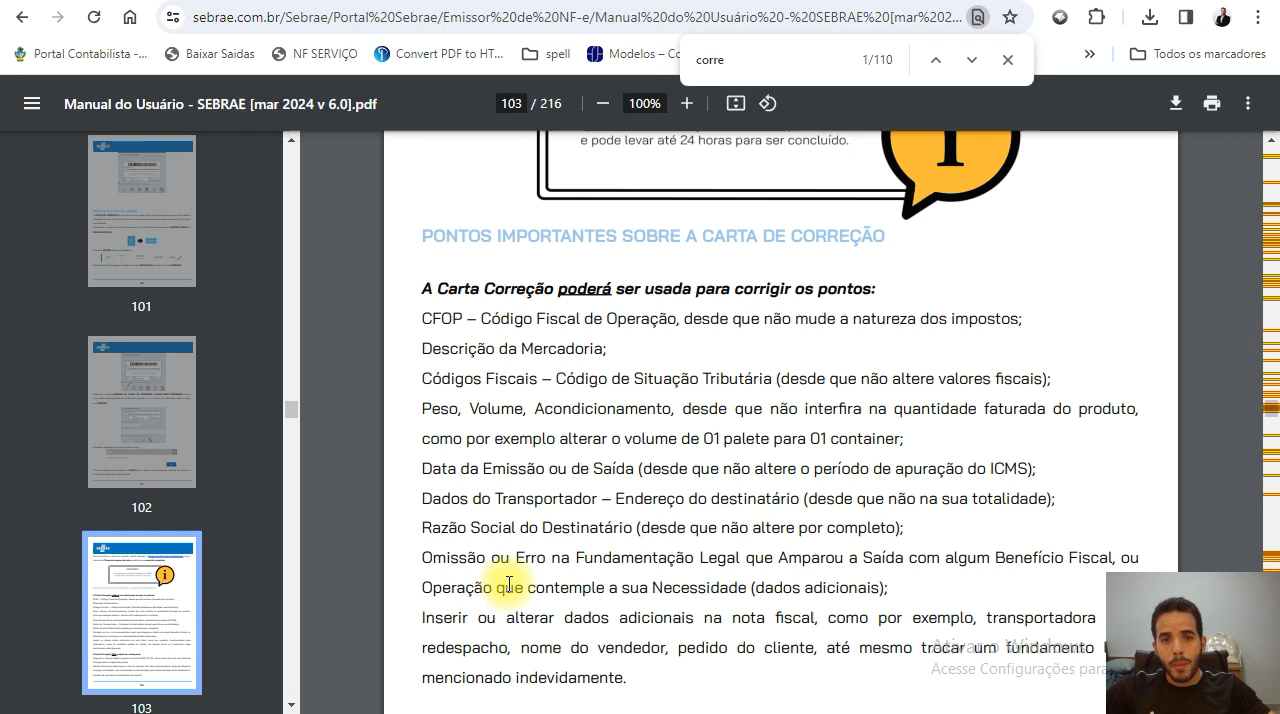 sebrae.com.br/Sebrae/Portal%20Sebrae/Emissor%20de%20NF-e/Manual%20do%20Usuário%20-%20SEBRAE%20[mar%202...
Portal Contabilista -...
Baixar Saidas
NF SERVIÇO
Convert PDF to HT...
spell
Modelos – Co
Todos os marcadores
corre
1/110
Manual do Usuário - SEBRAE [mar 2024 v 6.0].pdf
103 / 216
100%
101
102
103
e pode levar até 24 horas para ser concluído.
i
PONTOS IMPORTANTES SOBRE A CARTA DE CORREÇÃO
A Carta Correção poderá ser usada para corrigir os pontos:
CFOP – Código Fiscal de Operação, desde que não mude a natureza dos impostos;
Descrição da Mercadoria;
Códigos Fiscais – Código de Situação Tributária (desde que não altere valores fiscais);
Peso, Volume, Acondicionamento, desde que não interfira na quantidade faturada do produto,
como por exemplo alterar o volume de 01 palete para 01 container;
Data da Emissão ou de Saída (desde que não altere o período de apuração do ICMS);
Dados do Transportador – Endereço do destinatário (desde que não na sua totalidade);
Razão Social do Destinatário (desde que não altere por completo);
Omissão ou Erro na Fundamentação Legal que Amparou a Saída com algum Benefício Fiscal, ou
Operação que contemple a sua Necessidade (dados adicionais);
Inserir ou alterar dados adicionais na nota fiscal, como por exemplo, transportadora
redespacho, nome do vendedor, pedido do cliente, até mesmo trocar um fundamento
mencionado indevidamente.
Ativar o Windows
Acesse Configurações para